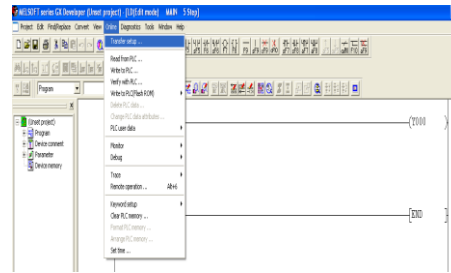 MELSOFT series GX Developer (Unset project) - [LD(Edit mode) MAIN 5 Step]
Project Edit Find/Replace Convert View Online Diagnostics Tools Window Help
Transfer setup ...
Read from PLC ...
Write to PLC ...
Verify with PLC ...
Write to PLC(Flash ROM)
Delete PLC data ...
Change PLC data attributes ...
PLC user data
Monitor
Debug
Trace
Remote operation ... Alt+6
Keyword setup
Clear PLC memory ...
Format PLC memory ...
Arrange PLC memory ...
Set time ...
Program
(Unset project)
Program
Device comment
Parameter
Device memory
(Y000 )
[END ]